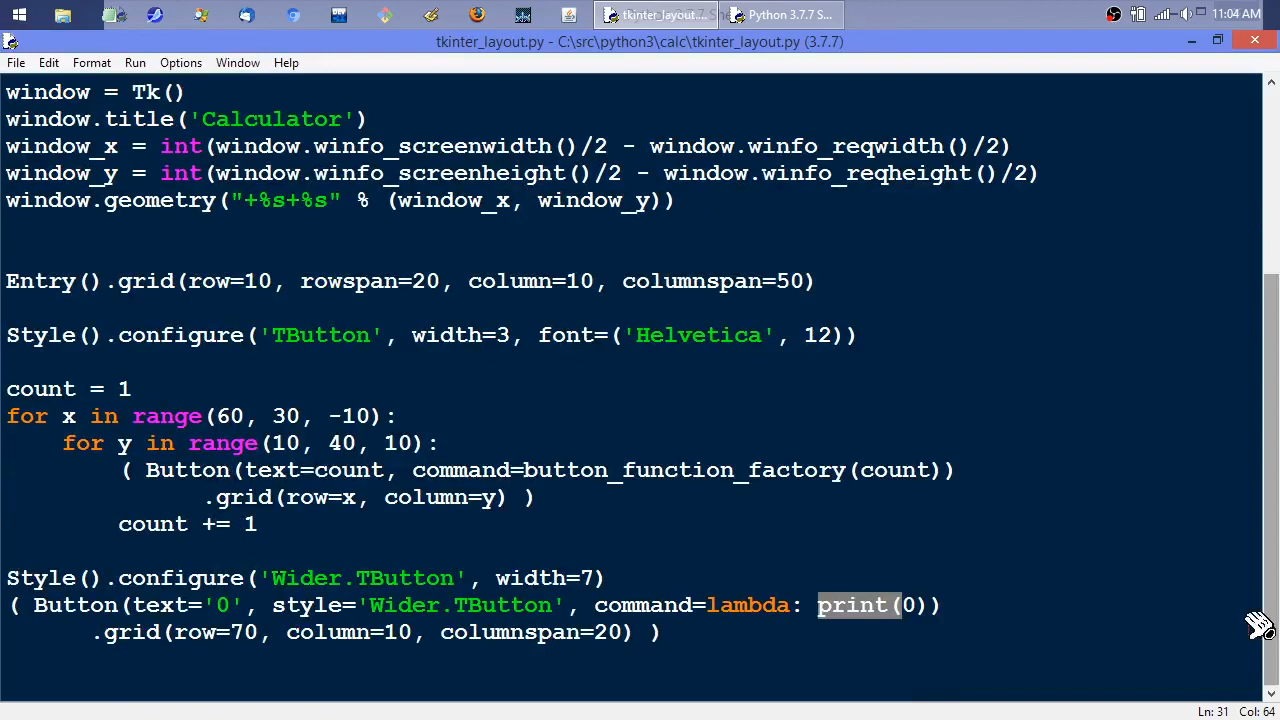 tkinter_layout....
Python 3.7.7 S...
11:04 AM
tkinter_layout.py - C:\src\python3\calc\tkinter_layout.py (3.7.7)
File Edit Format Run Options Window Help
window = Tk()
window.title('Calculator')
window_x = int(window.winfo_screenwidth()/2 - window.winfo_reqwidth()/2)
window_y = int(window.winfo_screenheight()/2 - window.winfo_reqheight()/2)
window.geometry("+%s+%s" % (window_x, window_y))
Entry().grid(row=10, rowspan=20, column=10, columnspan=50)
Style().configure('TButton', width=3, font=('Helvetica', 12))
count = 1
for x in range(60, 30, -10):
    for y in range(10, 40, 10):
        ( Button(text=count, command=button_function_factory(count))
              .grid(row=x, column=y) )
        count += 1
Style().configure('Wider.TButton', width=7)
( Button(text='0', style='Wider.TButton', command=lambda: print(0))
      .grid(row=70, column=10, columnspan=20) )
Ln: 31 Col: 64